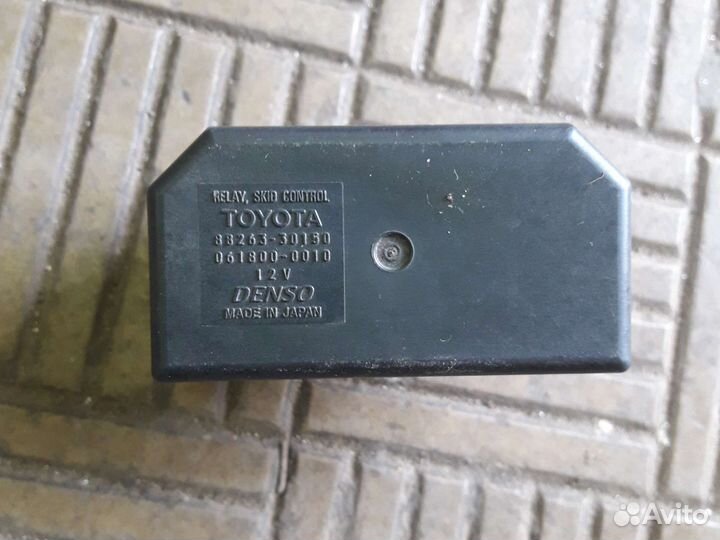 RELAY, SKID CONTROL
TOYOTA
88263-30150
061800-0010
12V
DENSO
MADE IN JAPAN
Avito